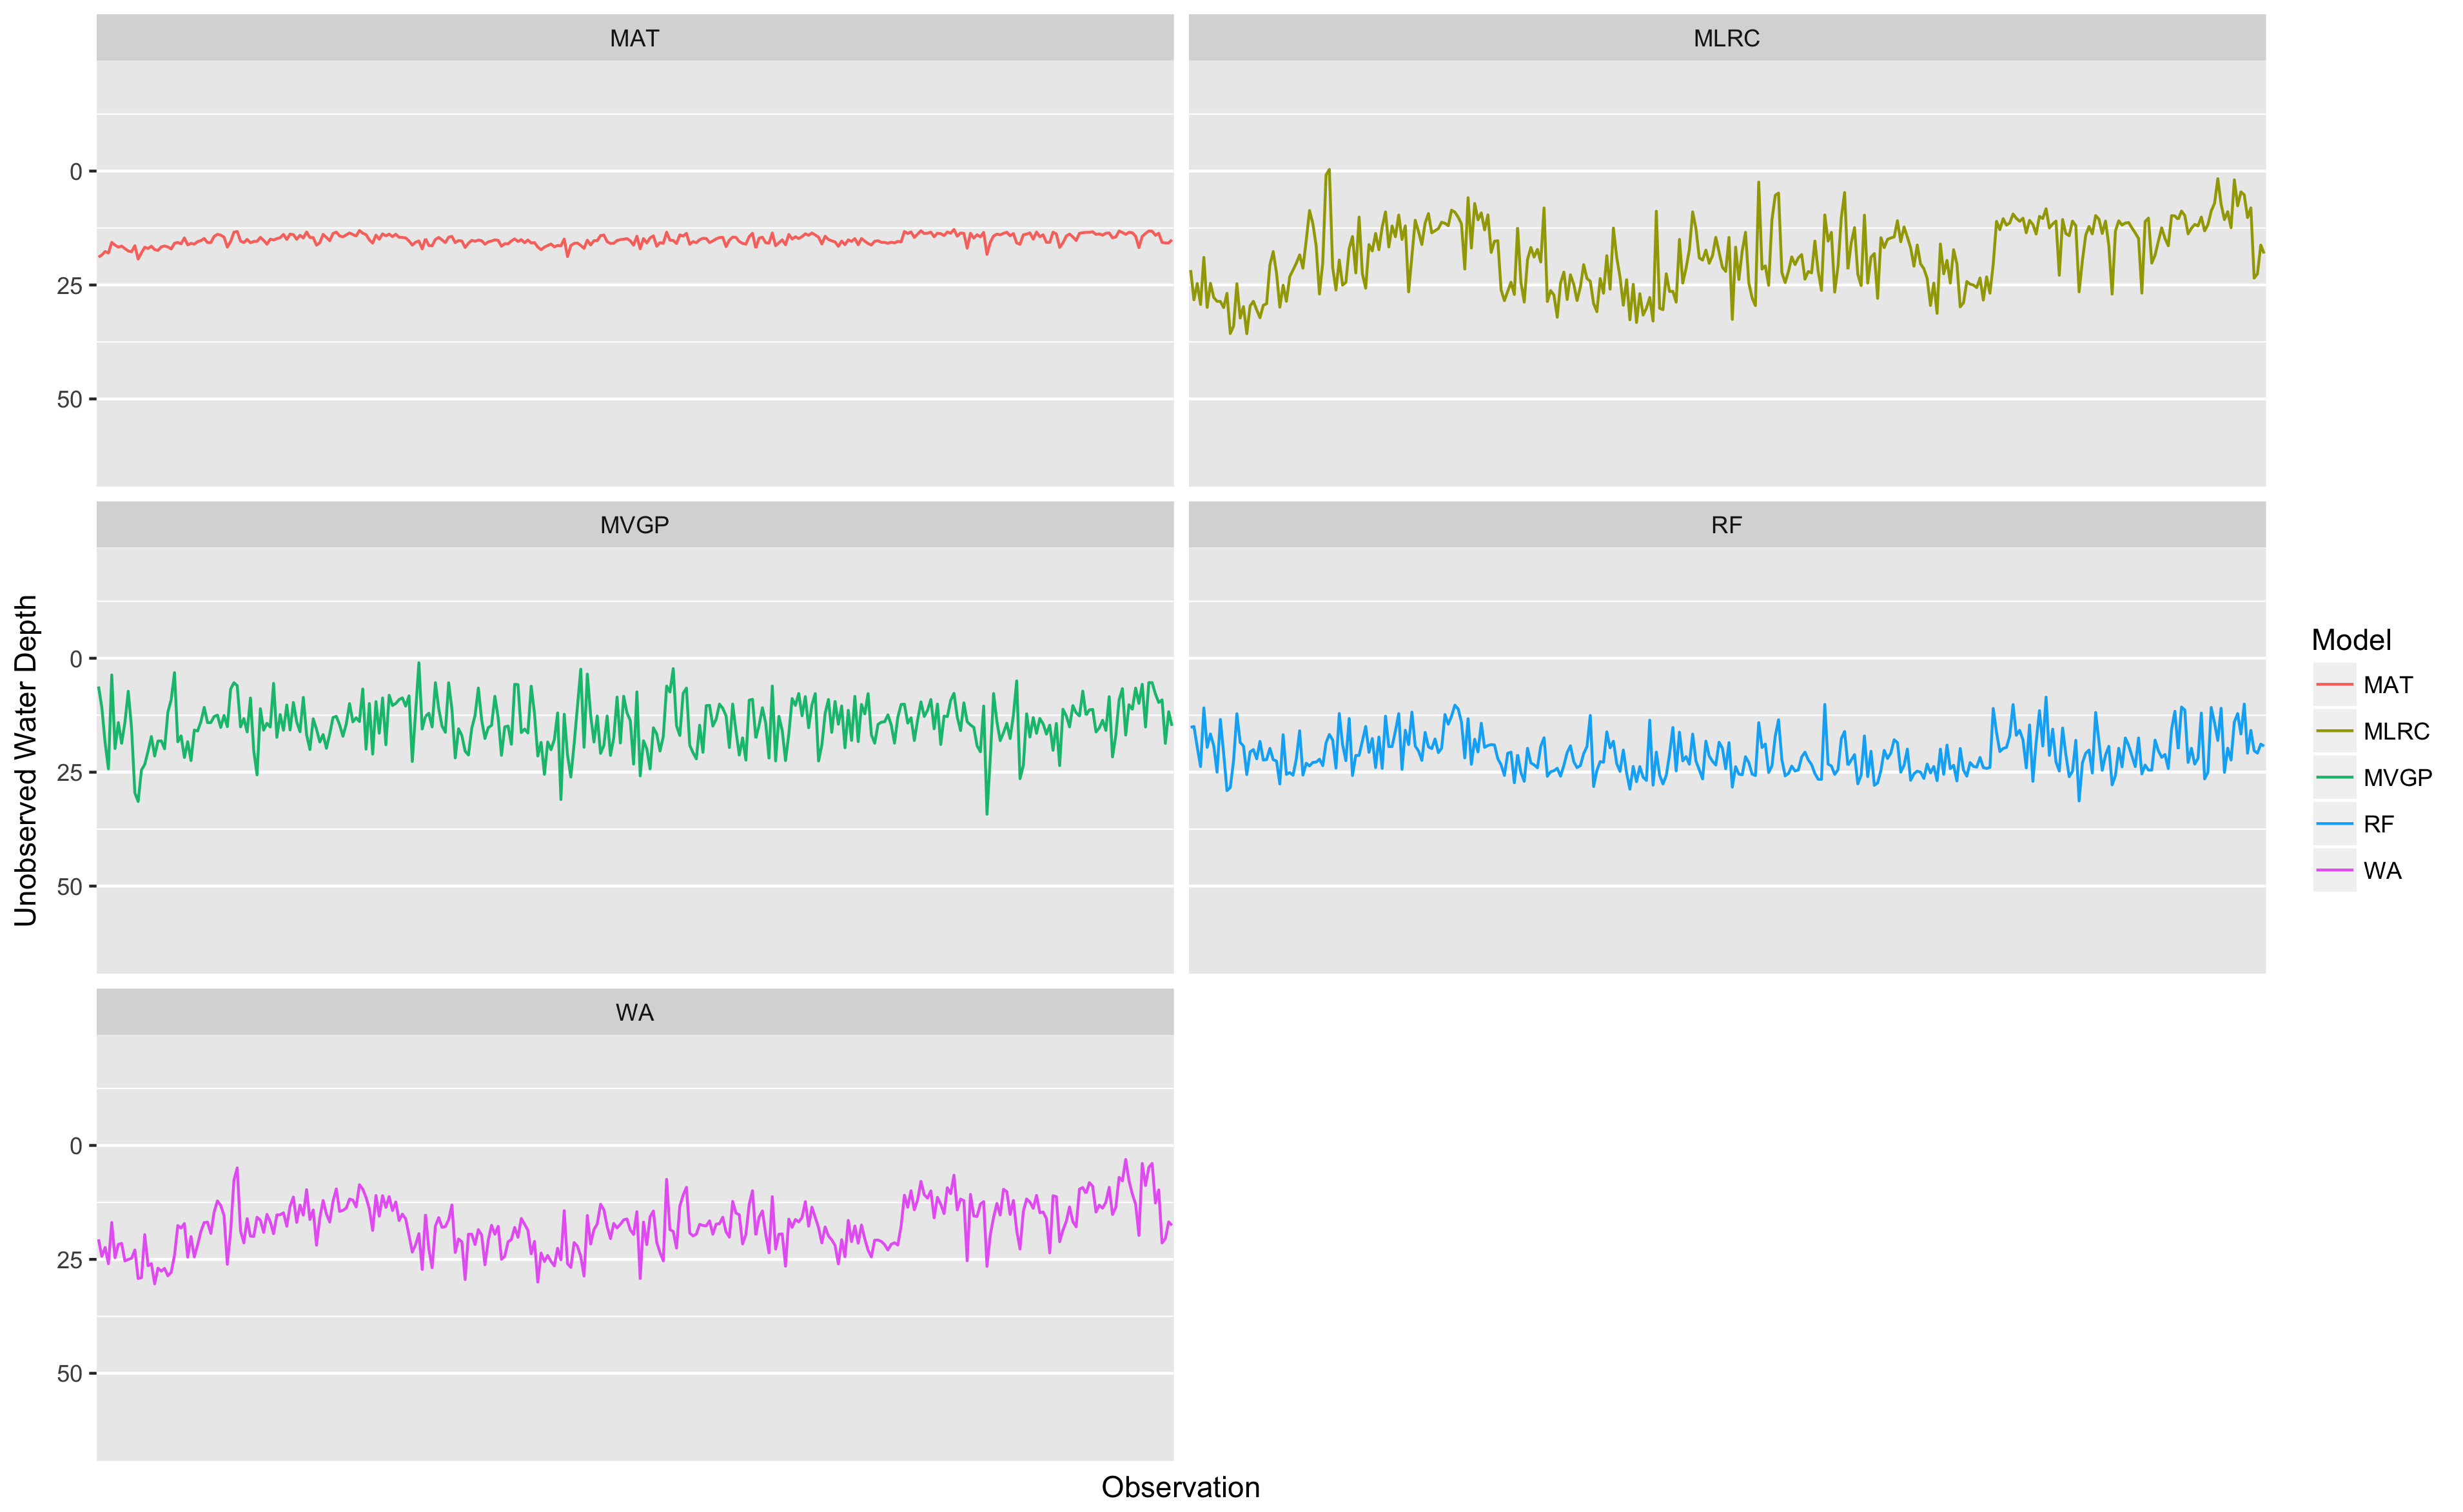 MAT
MLRC
0
25
50
MVGP
RF
0
25
50
WA
0
25
50
Unobserved Water Depth
Observation
Model
MAT
MLRC
MVGP
RF
WA